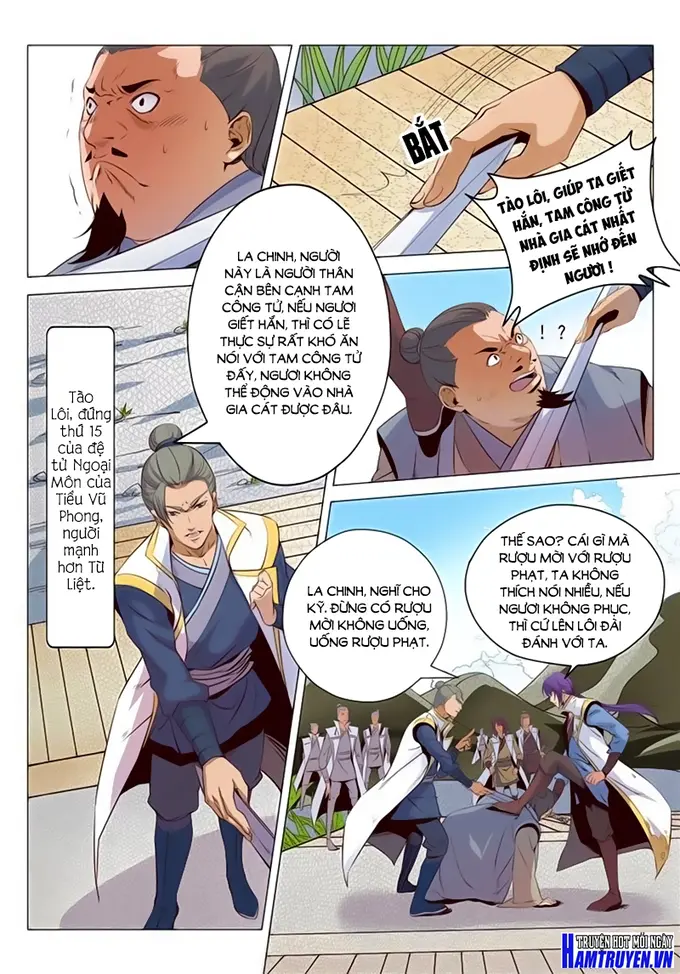 BẮT
TÀO LÔI, GIÚP TA GIẾT
HẮN, TAM CÔNG TỬ
NHÀ GIA CÁT NHẤT
ĐỊNH SẼ NHỜ ĐẾN
NGƯƠI !
! ?
LA CHINH, NGƯỜI
NÀY LÀ NGƯỜI THÂN
CẬN BÊN CẠNH TAM
CÔNG TỬ, NẾU NGƯƠI
GIẾT HẮN, THÌ CÓ LẼ
THỰC SỰ RẤT KHÓ ĂN
NÓI VỚI TAM CÔNG TỬ
ĐẤY, NGƯƠI KHÔNG
THỂ ĐỘNG VÀO NHÀ
GIA CÁT ĐƯỢC ĐÂU.
Tào
Lôi, đứng
thứ 15
của đệ
tử Ngoại
Môn của
Tiểu Vũ
Phong,
người
mạnh
hơn Từ
Liệt.
LA CHINH, NGHĨ CHO
KỸ. ĐỪNG CÓ RƯỢU
MỜI KHÔNG UỐNG,
UỐNG RƯỢU PHẠT.
THẾ SAO? CÁI GÌ MÀ
RƯỢU MỜI VỚI RƯỢU
PHẠT, TA KHÔNG
THÍCH NÓI NHIỀU, NẾU
NGƯƠI KHÔNG PHỤC,
THÌ CỨ LÊN LÔI ĐÀI
ĐÁNH VỚI TA.
TRUYỆN HOT MỖI NGÀY
HAMTRUYEN.VN